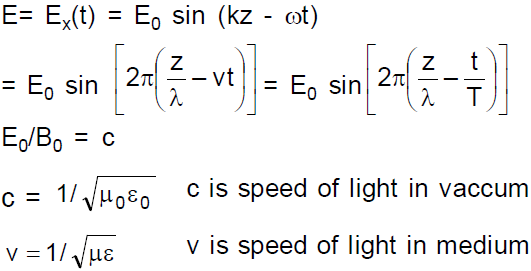 E= Eₓ(t) = E₀ sin (kz - ωt)
= E₀ sin [2π(z/λ – νt)] = E₀ sin[2π(z/λ – t/T)]
E₀/B₀ = c
c = 1/√μ₀ε₀ c is speed of light in vaccum
v = 1/√με v is speed of light in medium